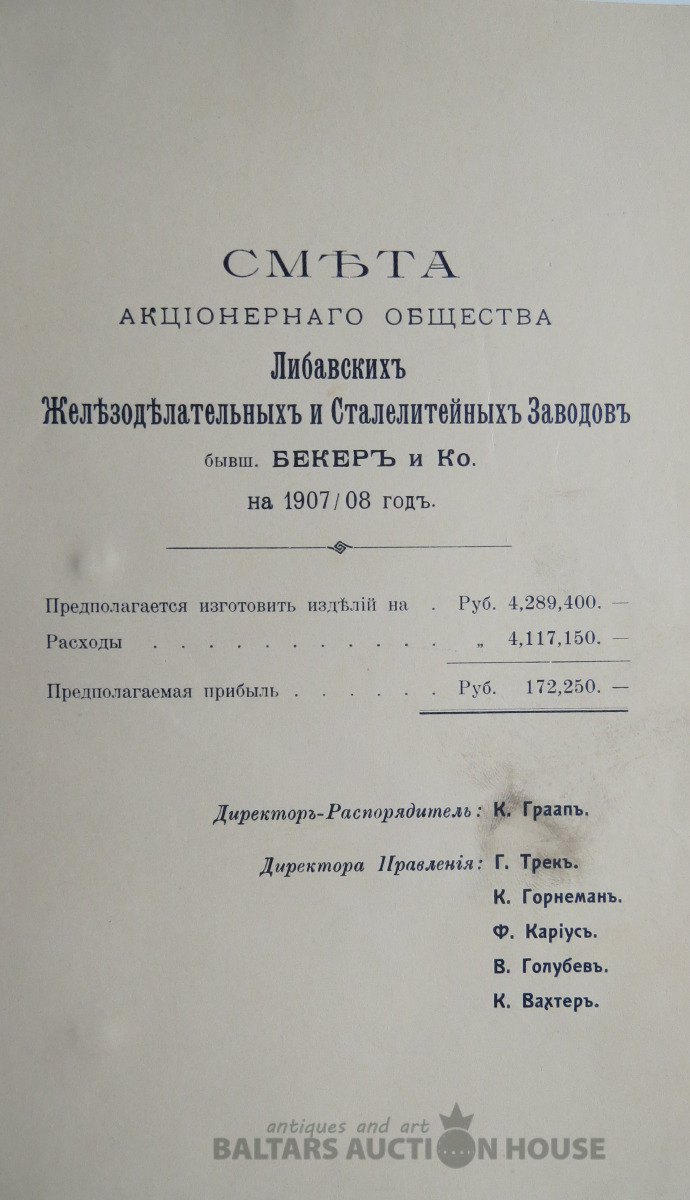 СМѢТА
АКЦІОНЕРНАГО ОБЩЕСТВА
Либавскихъ
Желѣзодѣлательныхъ и Сталелитейныхъ Заводовъ
бывш. БЕКЕРЪ и Ко.
на 1907/08 годъ.
Предполагается изготовить издѣлій на . Руб. 4,289,400. —
Расходы . . . . . . . . . . . „ 4,117,150. —
Предполагаемая прибыль . . . . . . Руб. 172,250. —
Директоръ-Распорядитель: К. Граапъ.
Директора Правленія: Г. Трекъ.
К. Горнеманъ.
Ф. Каріусъ.
В. Голубевъ.
К. Вахтеръ.
antiques and art
BALTARS AUCTION HOUSE